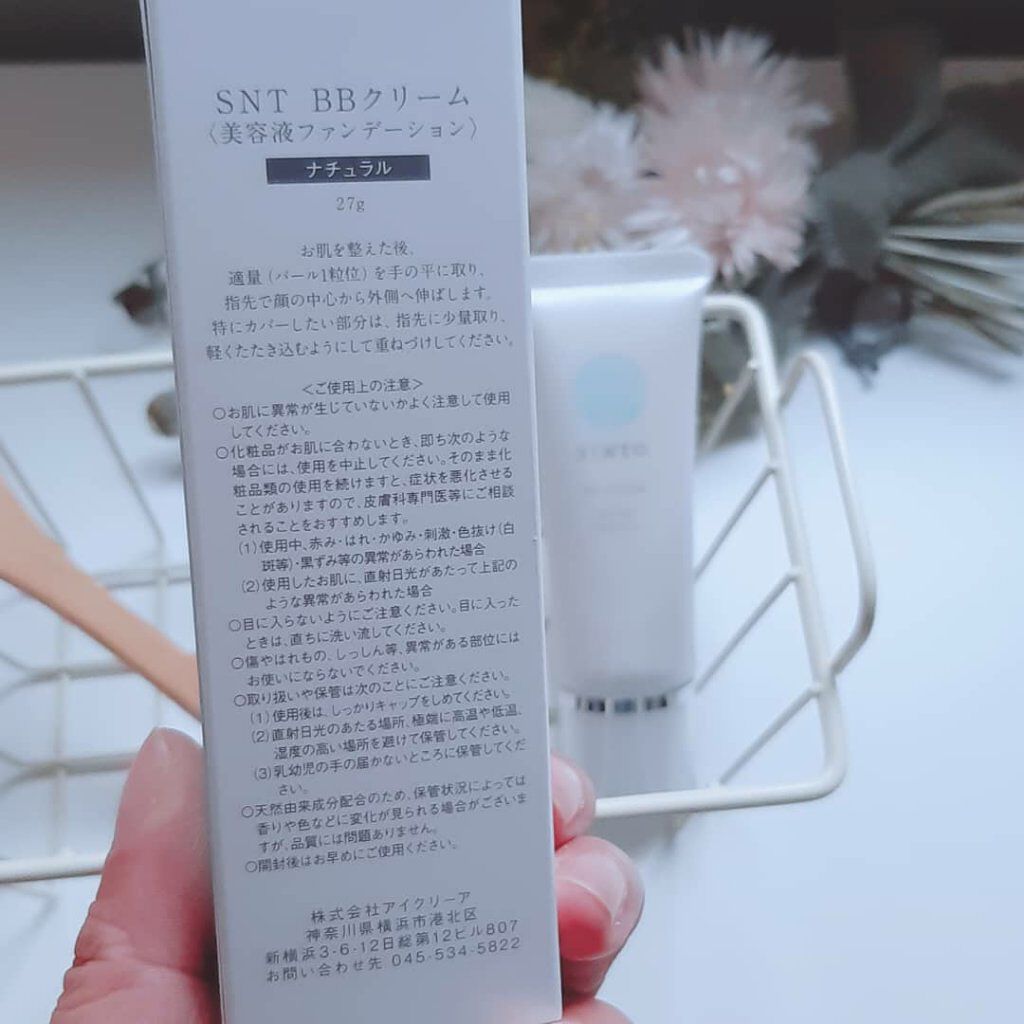 SNT BBクリーム
〈美容液ファンデーション〉
ナチュラル
27g
お肌を整えた後、
適量（パール1粒位）を手の平に取り、
指先で顔の中心から外側へ伸ばします。
特にカバーしたい部分は、指先に少量取り、
軽くたたき込むようにして重ねづけしてください。
＜ご使用上の注意＞
○お肌に異常が生じていないかよく注意して使用
してください。
○化粧品がお肌に合わないとき、即ち次のような
場合には、使用を中止してください。そのまま化
粧品類の使用を続けますと、症状を悪化させる
ことがありますので、皮膚科専門医等にご相談
されることをおすすめします。
(1)使用中、赤み・はれ・かゆみ・刺激・色抜け(白
斑等)・黒ずみ等の異常があらわれた場合
(2)使用したお肌に、直射日光があたって上記の
ような異常があらわれた場合
○目に入らないようにご注意ください。目に入った
ときは、直ちに洗い流してください。
○傷やはれもの、しっしん等、異常がある部位には
お使いにならないでください。
○取り扱いや保管は次のことにご注意ください。
(1)使用後は、しっかりキャップをしめてください。
(2)直射日光のあたる場所、極端に高温や低温、
湿度の高い場所を避けて保管してください。
(3)乳幼児の手の届かないところに保管してくだ
さい。
○天然由来成分配合のため、保管状況によっては
香りや色などに変化が見られる場合がございま
すが、品質には問題ありません。
○開封後はお早めにご使用ください。
株式会社アイクリーア
神奈川県横浜市港北区
新横浜3-6-12日総第12ビル807
お問い合わせ先 045-534-5822